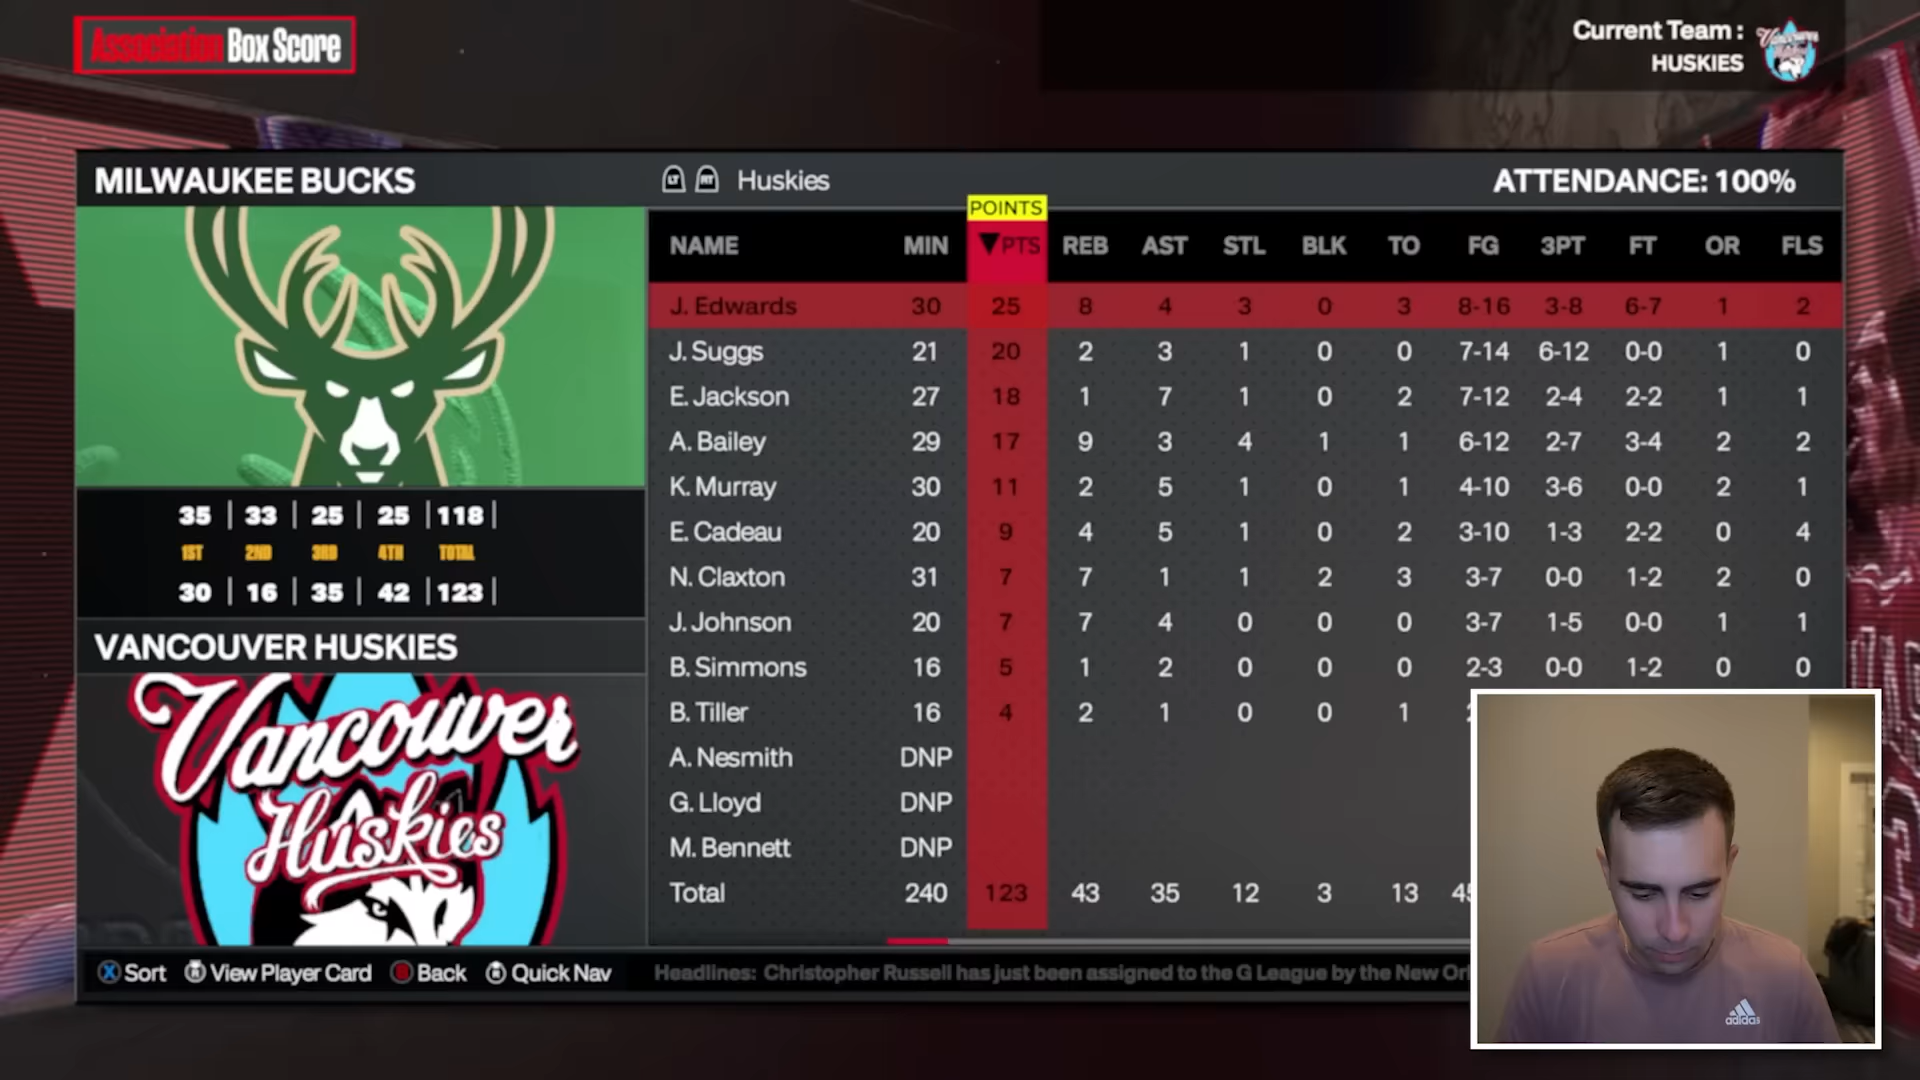 Association Box Score
Current Team :
HUSKIES
MILWAUKEE BUCKS
35 | 33 | 25 | 25 | 118 |
1ST 2ND 3RD 4TH TOTAL
30 | 16 | 35 | 42 | 123 |
VANCOUVER HUSKIES
Vancouver
Huskies
LT RT Huskies
ATTENDANCE: 100%
POINTS
NAME MIN PTS REB AST STL BLK TO FG 3PT FT OR FLS
J. Edwards 30 25 8 4 3 0 3 8-16 3-8 6-7 1 2
J. Suggs 21 20 2 3 1 0 0 7-14 6-12 0-0 1 0
E. Jackson 27 18 1 7 1 0 2 7-12 2-4 2-2 1 1
A. Bailey 29 17 9 3 4 1 1 6-12 2-7 3-4 2 2
K. Murray 30 11 2 5 1 0 1 4-10 3-6 0-0 2 1
E. Cadeau 20 9 4 5 1 0 2 3-10 1-3 2-2 0 4
N. Claxton 31 7 7 1 1 2 3 3-7 0-0 1-2 2 0
J. Johnson 20 7 7 4 0 0 0 3-7 1-5 0-0 1 1
B. Simmons 16 5 1 2 0 0 0 2-3 0-0 1-2 0 0
B. Tiller 16 4 2 1 0 0 1
A. Nesmith DNP
G. Lloyd DNP
M. Bennett DNP
Total 240 123 43 35 12 3 13 45
X Sort View Player Card Back Quick Nav
Headlines: Christopher Russell has just been assigned to the G League by the New
adidas